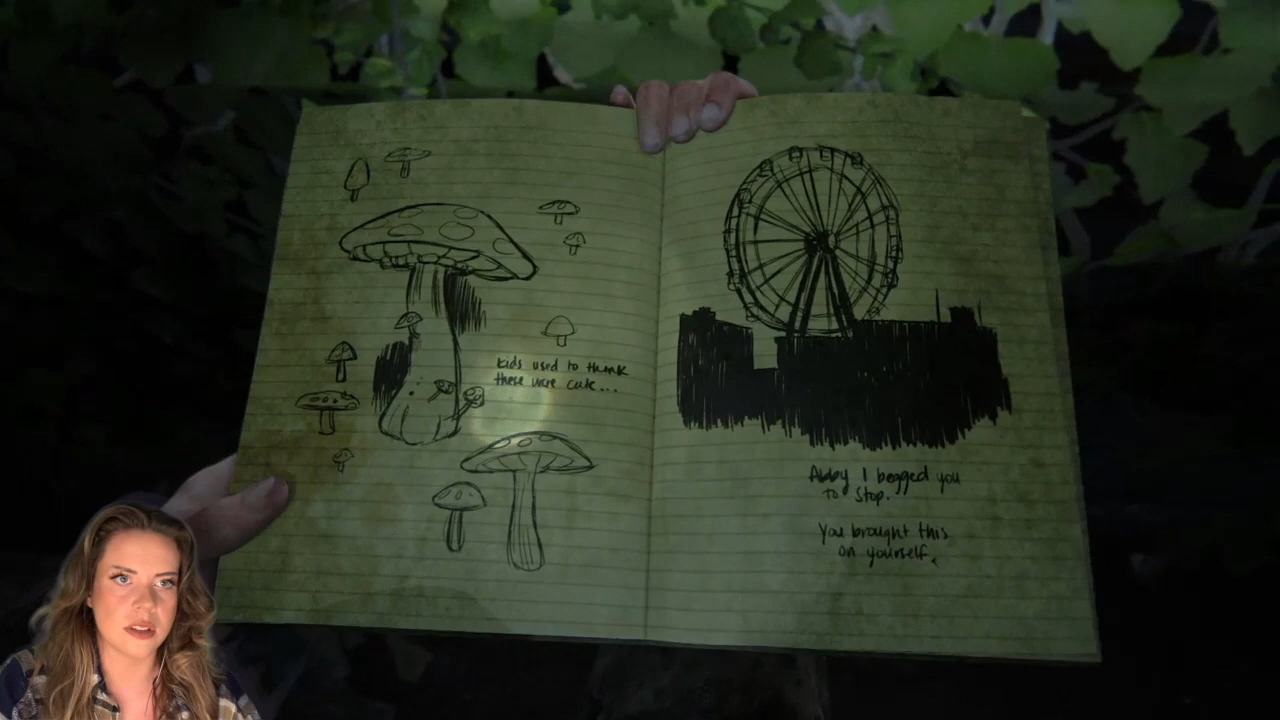 kids used to think
these were cute...
Abby I begged you
to stop.
You brought this
on yourself.